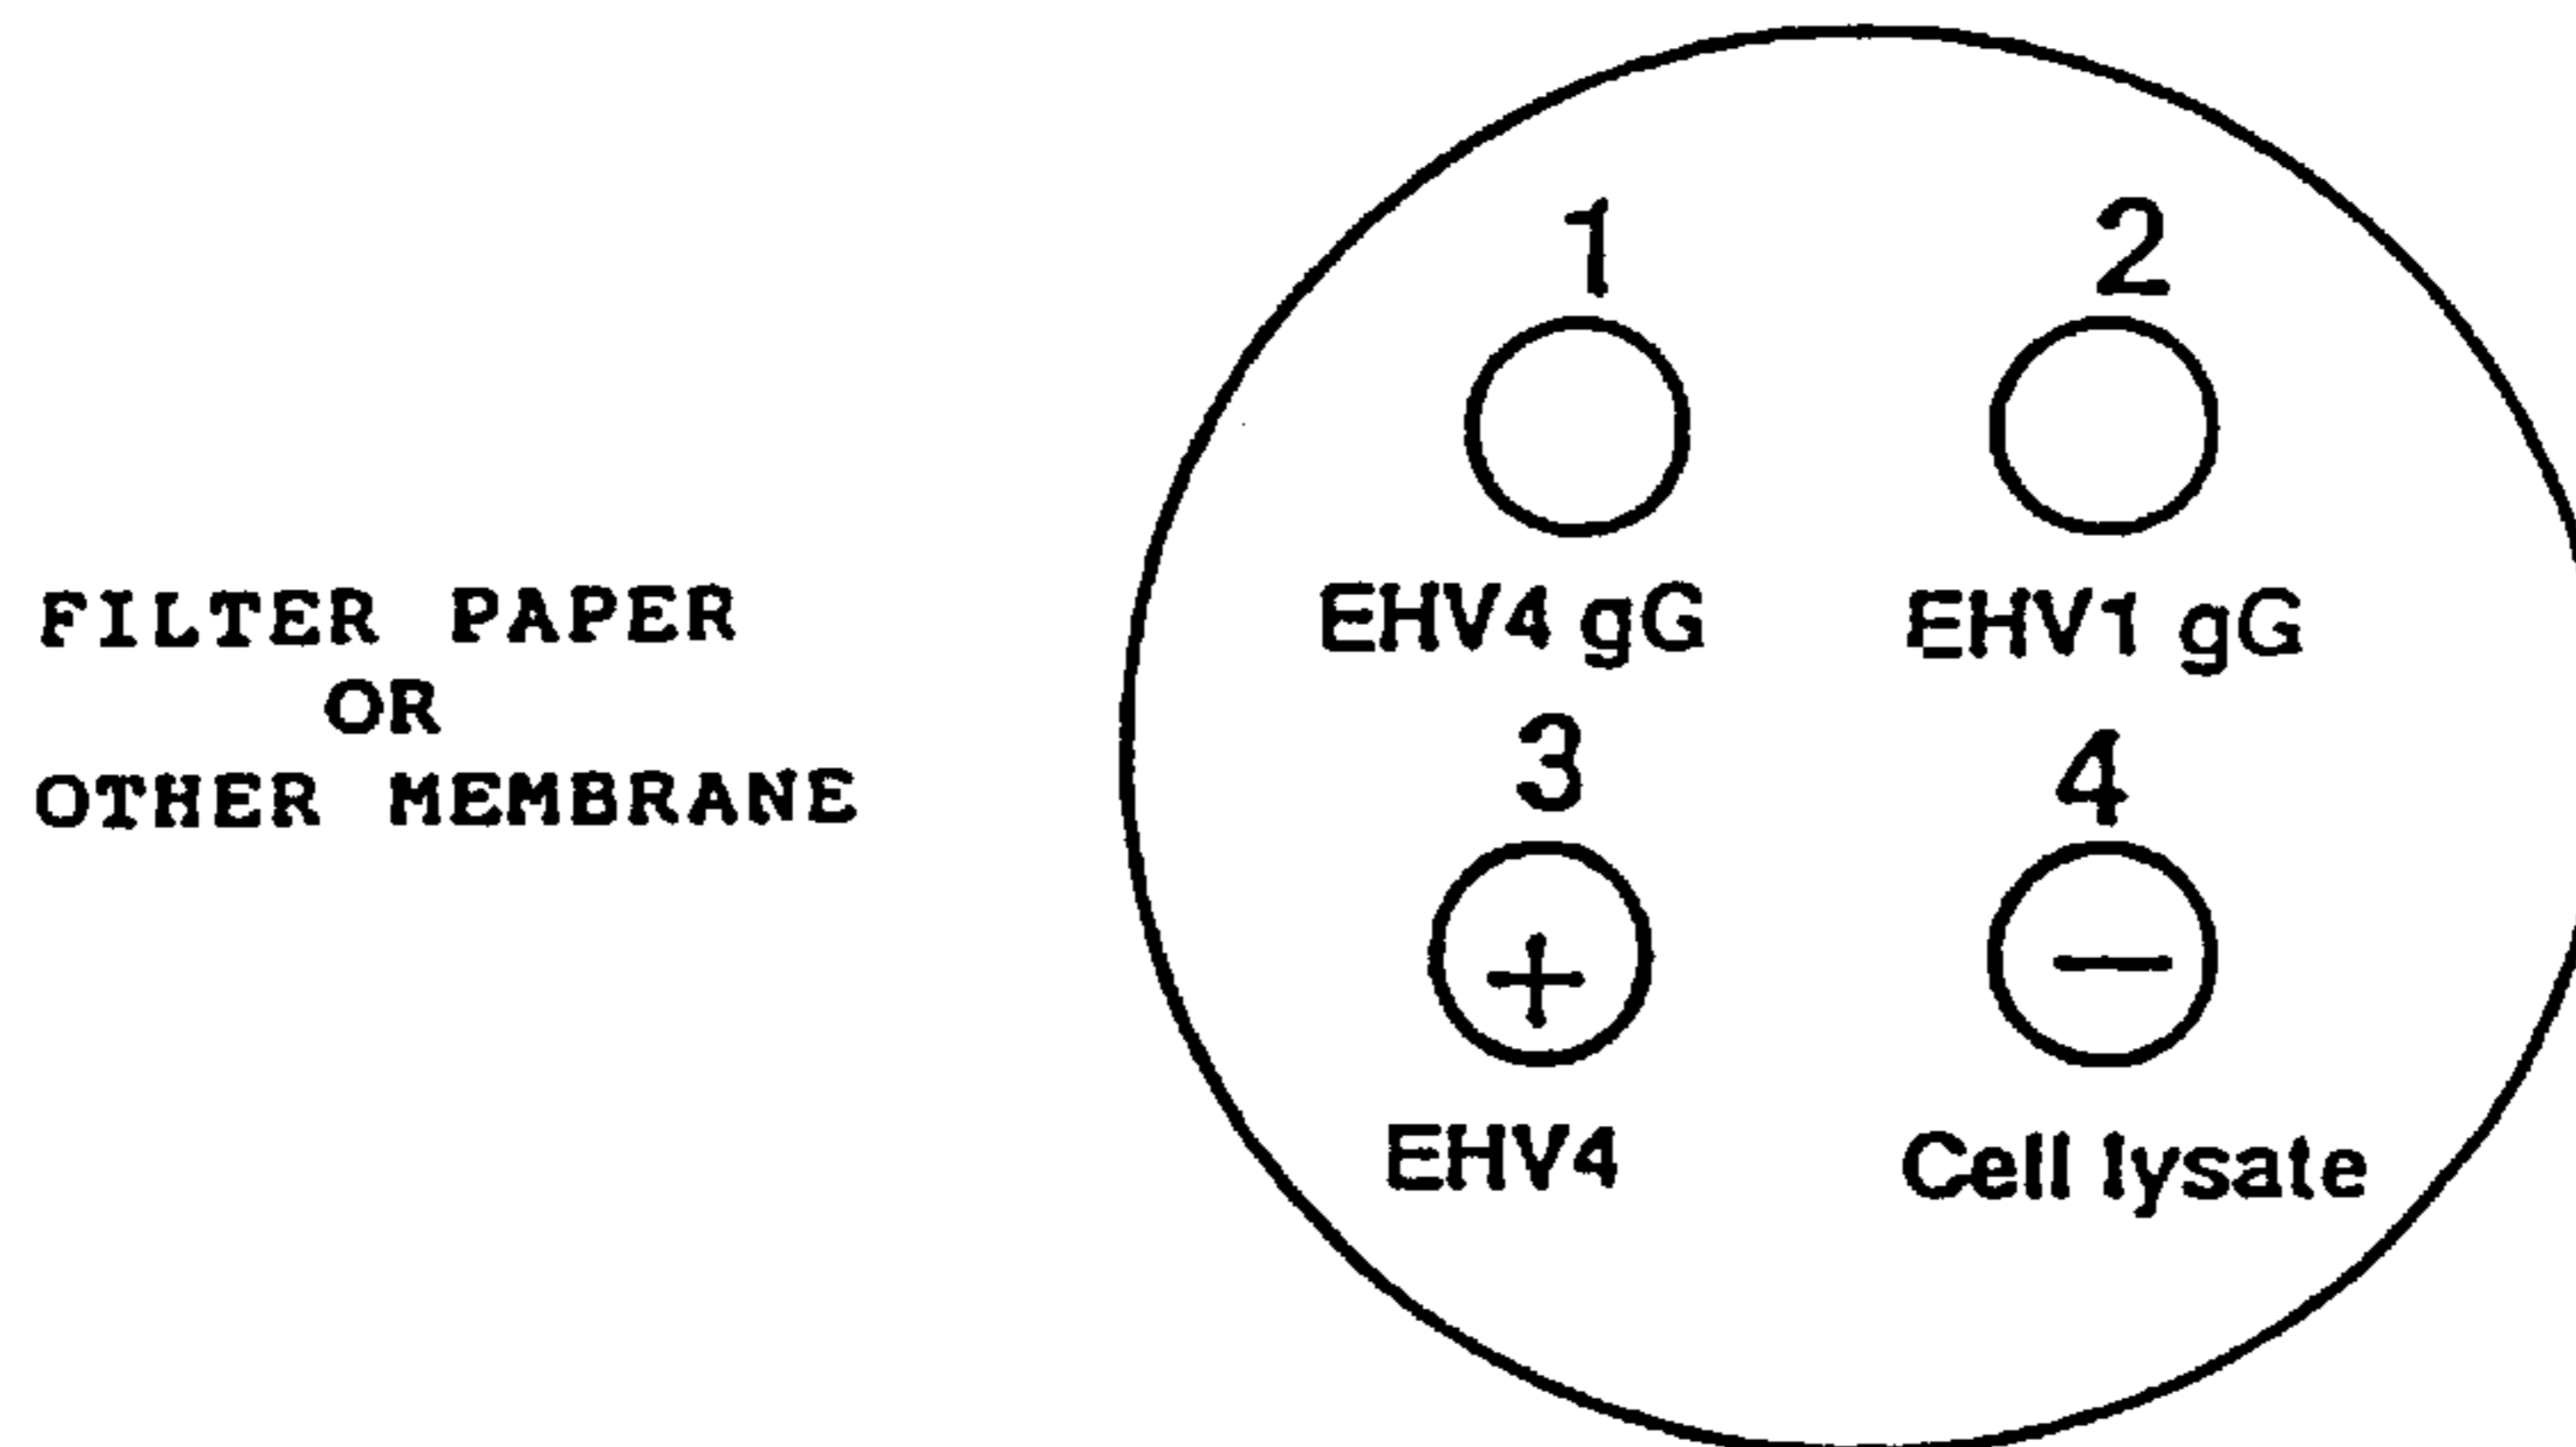 FILTER PAPER
OR
OTHER MEMBRANE
1 2
EHV4 gG EHV1 gG
3 4
+ −
EHV4 Cell lysate